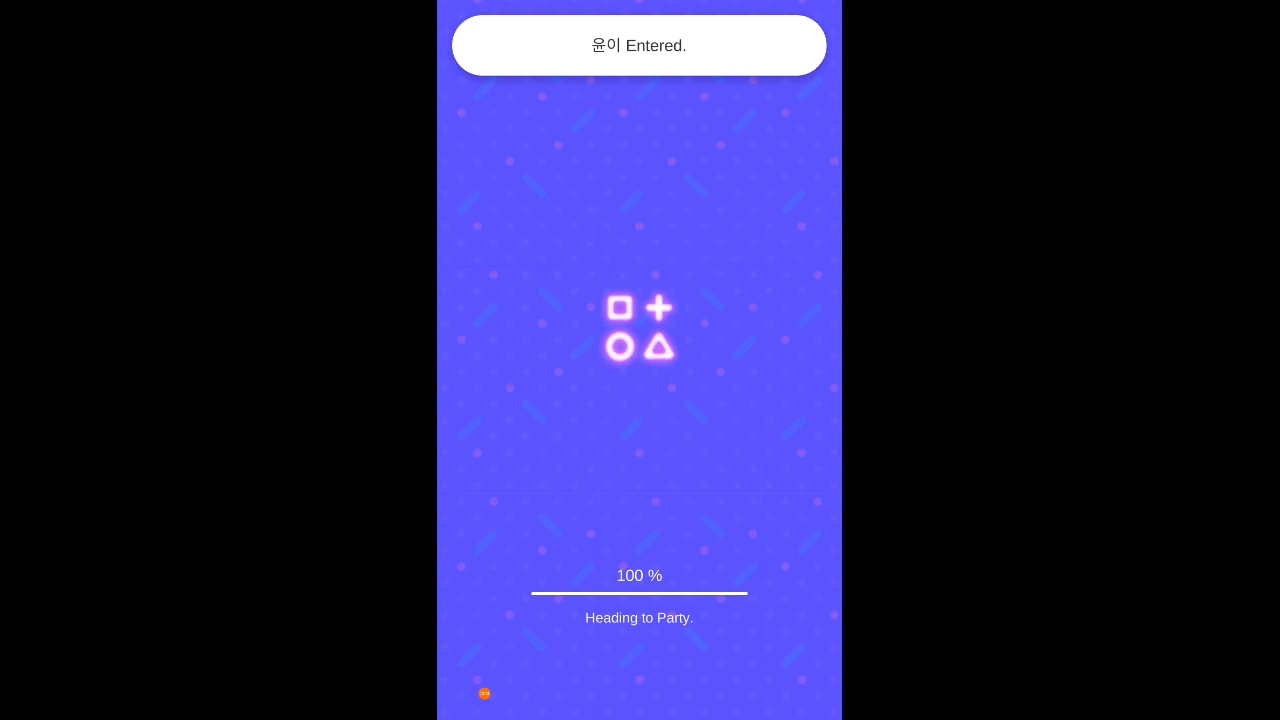 윤이 Entered.
100 %
Heading to Party.